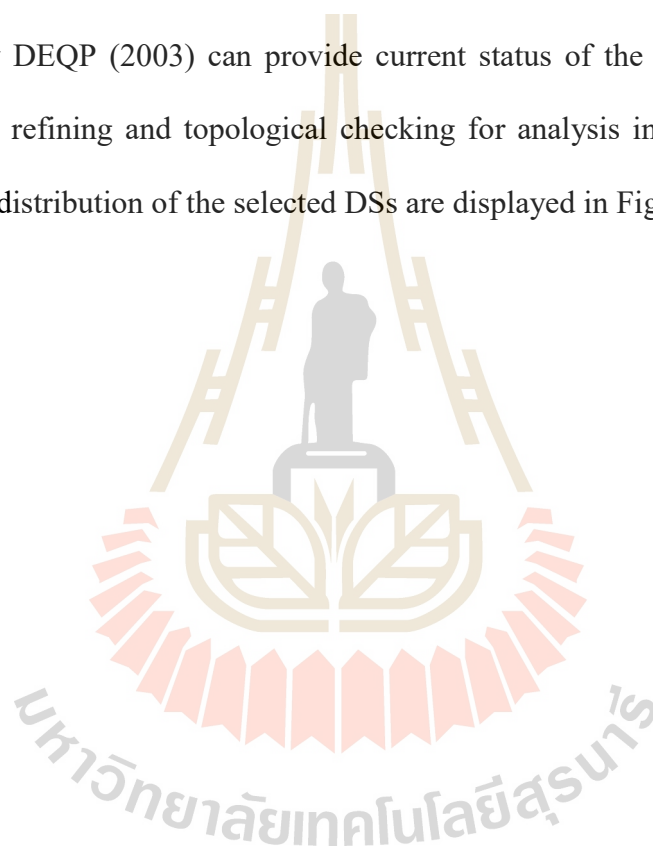 DEQP (2003) can provide current status of the
refining and topological checking for analysis in
distribution of the selected DSs are displayed in Fig
มหาวิทยาลัยเทคโนโลยีสุรนารี